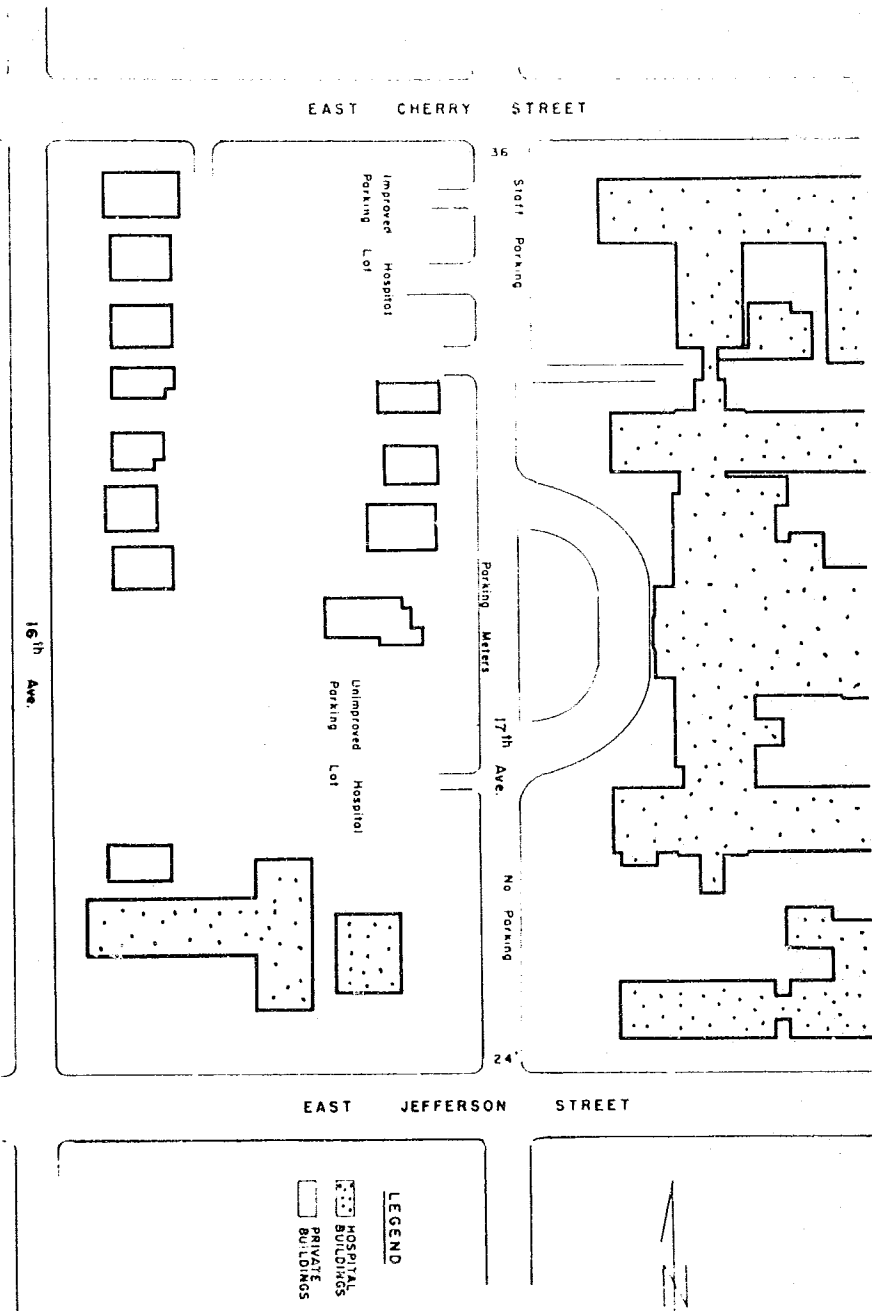 EAST CHERRY STREET
36
Staff Parking
Improved Hospital
Parking Lot
Parking Meters
16th Ave.
Unimproved Hospital
Parking Lot
17th Ave.
No Parking
24'
EAST JEFFERSON STREET
LEGEND
HOSPITAL
BUILDINGS
PRIVATE
BUILDINGS